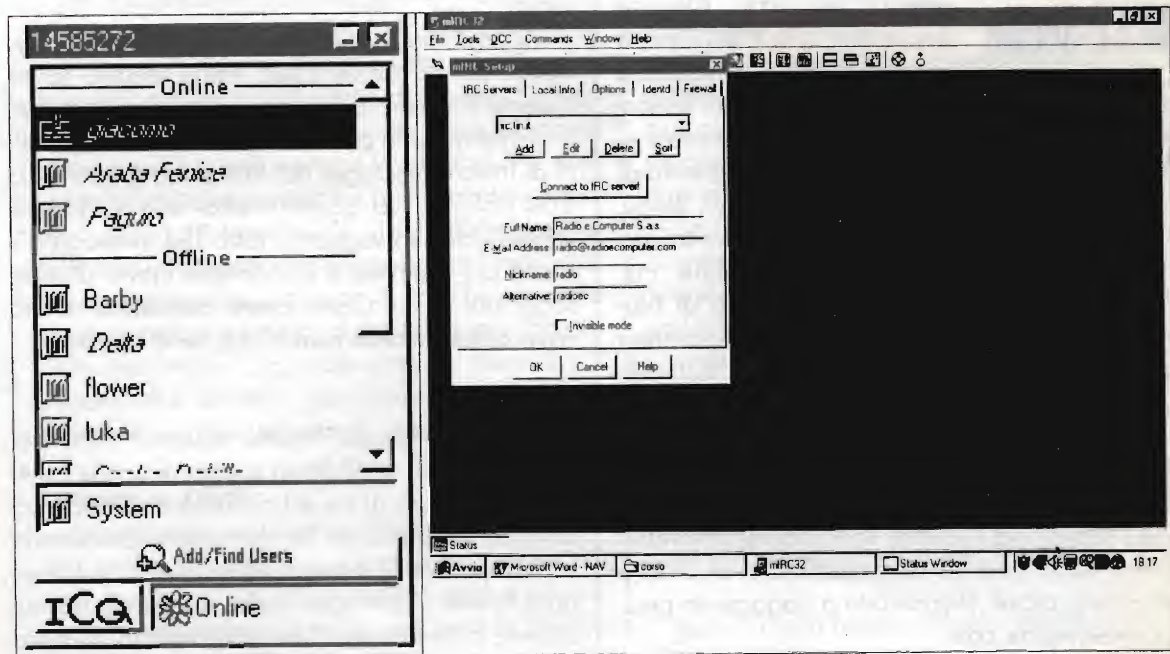 14585272
Online
giacomo
Araba Fenice
Faguro
Offline
Barby
Delta
flower
luka
System
Add/Find Users
ICQ
Online
mIRC32
File Tools DCC Commands Window Help
mIRC Setup
IRC Servers Local Info Options Identd Firewall
irc.tin.it
Add Edit Delete Sort
Connect to IRC server!
Full Name: Radio e Computer S.a.s.
E-Mail Address: radio@radioecomputer.com
Nickname: radio
Alternative: radioec
Invisible mode
OK Cancel Help
Status
Avvio Microsoft Word - NAV corso mIRC32 Status Window 18.17